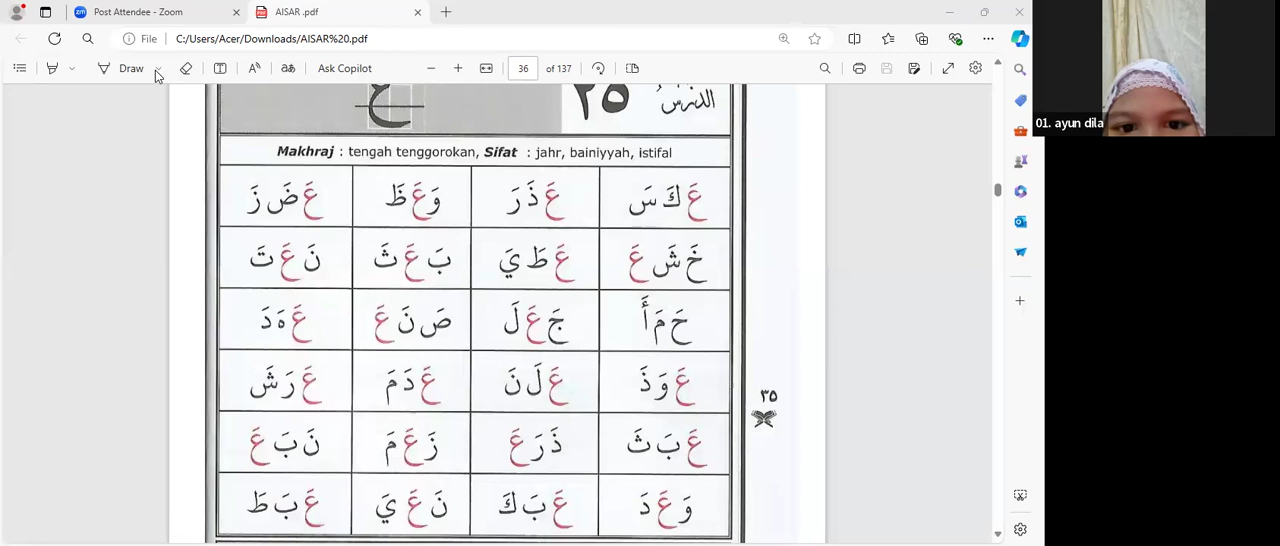 Post Attendee - Zoom
AISAR .pdf
File
C:/Users/Acer/Downloads/AISAR%20.pdf
Draw
Ask Copilot
36 of 137
الدرس ٢٥ ع
01. ayun dila
Makhraj : tengah tenggorokan, Sifat : jahr, bainiyyah, istifal
عَ كَ سَ عَ ذَ رَ وَ عَ ظَ عَ ضَ زَ
خَ شَ عَ عَ طَ يَ بَ عَ ثَ نَ عَ تَ
حَ مَ أَ جَ عَ لَ صَ نَ عَ عَ هَ دَ
عَ وَ ذَ عَ لَ نَ عَ دَ مَ عَ رَ شَ
٣٥
عَ بَ ثَ ذَ رَ عَ زَ عَ مَ نَ بَ عَ
وَ عَ دَ عَ بَ كَ نَ عَ يَ عَ بَ طَ